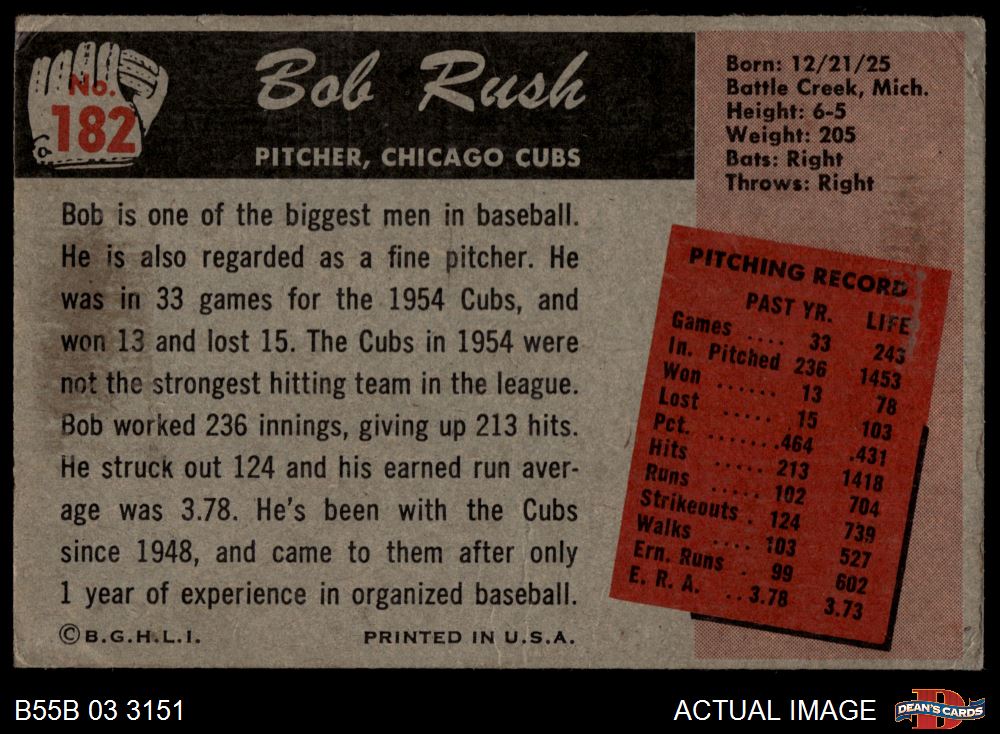 No.
182
Bob Rush
PITCHER, CHICAGO CUBS
Born: 12/21/25
Battle Creek, Mich.
Height: 6-5
Weight: 205
Bats: Right
Throws: Right
Bob is one of the biggest men in baseball.
He is also regarded as a fine pitcher. He
was in 33 games for the 1954 Cubs, and
won 13 and lost 15. The Cubs in 1954 were
not the strongest hitting team in the league.
Bob worked 236 innings, giving up 213 hits.
He struck out 124 and his earned run aver-
age was 3.78. He's been with the Cubs
since 1948, and came to them after only
1 year of experience in organized baseball.
© B.G.H.L.I. PRINTED IN U.S.A.
PITCHING RECORD
PAST YR. LIFE
Games .... 33 243
In. Pitched 236 1453
Won ...... 13 78
Lost ..... 15 103
Pct. ....... .464 .431
Hits ..... 213 1418
Runs ..... 102 704
Strikeouts . 124 739
Walks .... 103 527
Ern. Runs . 99 602
E. R. A. .. 3.78 3.73
B55B 03 3151
ACTUAL IMAGE
D
DEAN'S CARDS